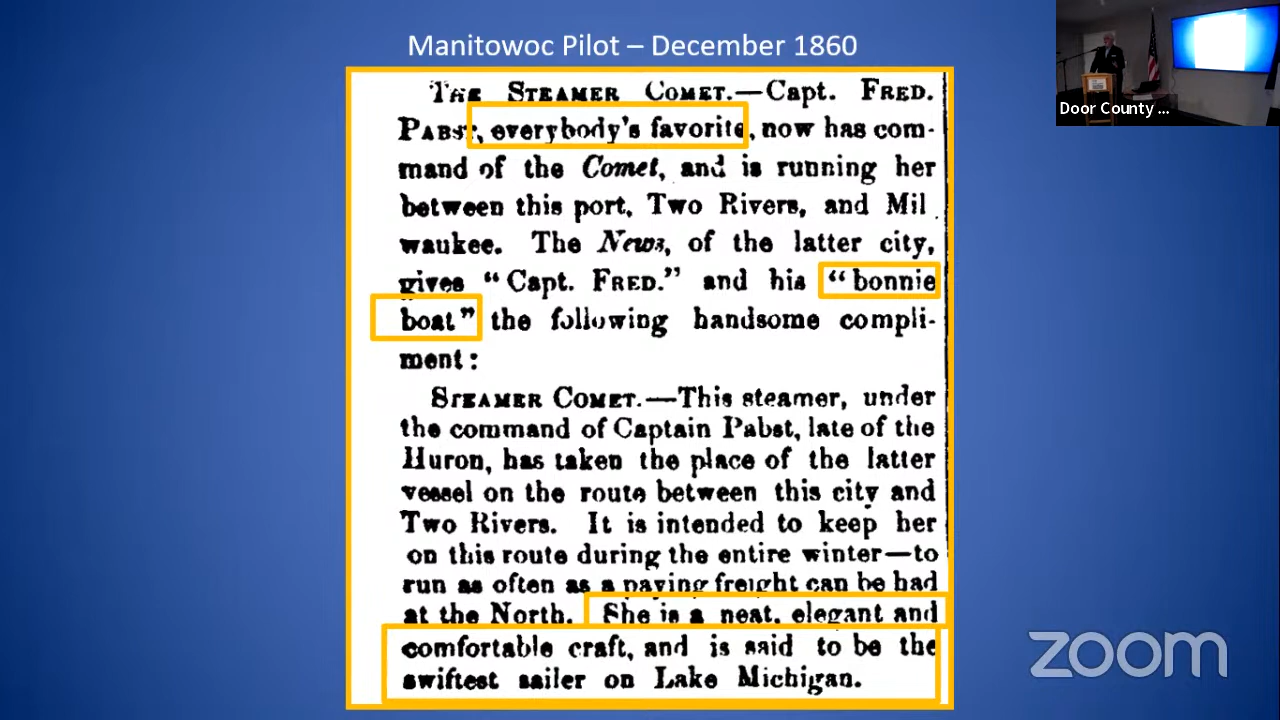 Manitowoc Pilot – December 1860
THE STEAMER COMET.—Capt. FRED.
PABST, everybody's favorite, now has com-
mand of the Comet, and is running her
between this port, Two Rivers, and Mil
waukee. The News, of the latter city,
gives "Capt. FRED." and his "bonnie
boat" the following handsome compli-
ment:
STEAMER COMET.—This steamer, under
the command of Captain Pabst, late of the
Huron, has taken the place of the latter
vessel on the route between this city and
Two Rivers. It is intended to keep her
on this route during the entire winter—to
run as often as a paying freight can be had
at the North. She is a neat, elegant and
comfortable craft, and is said to be the
swiftest sailer on Lake Michigan.
Door County ...
zoom